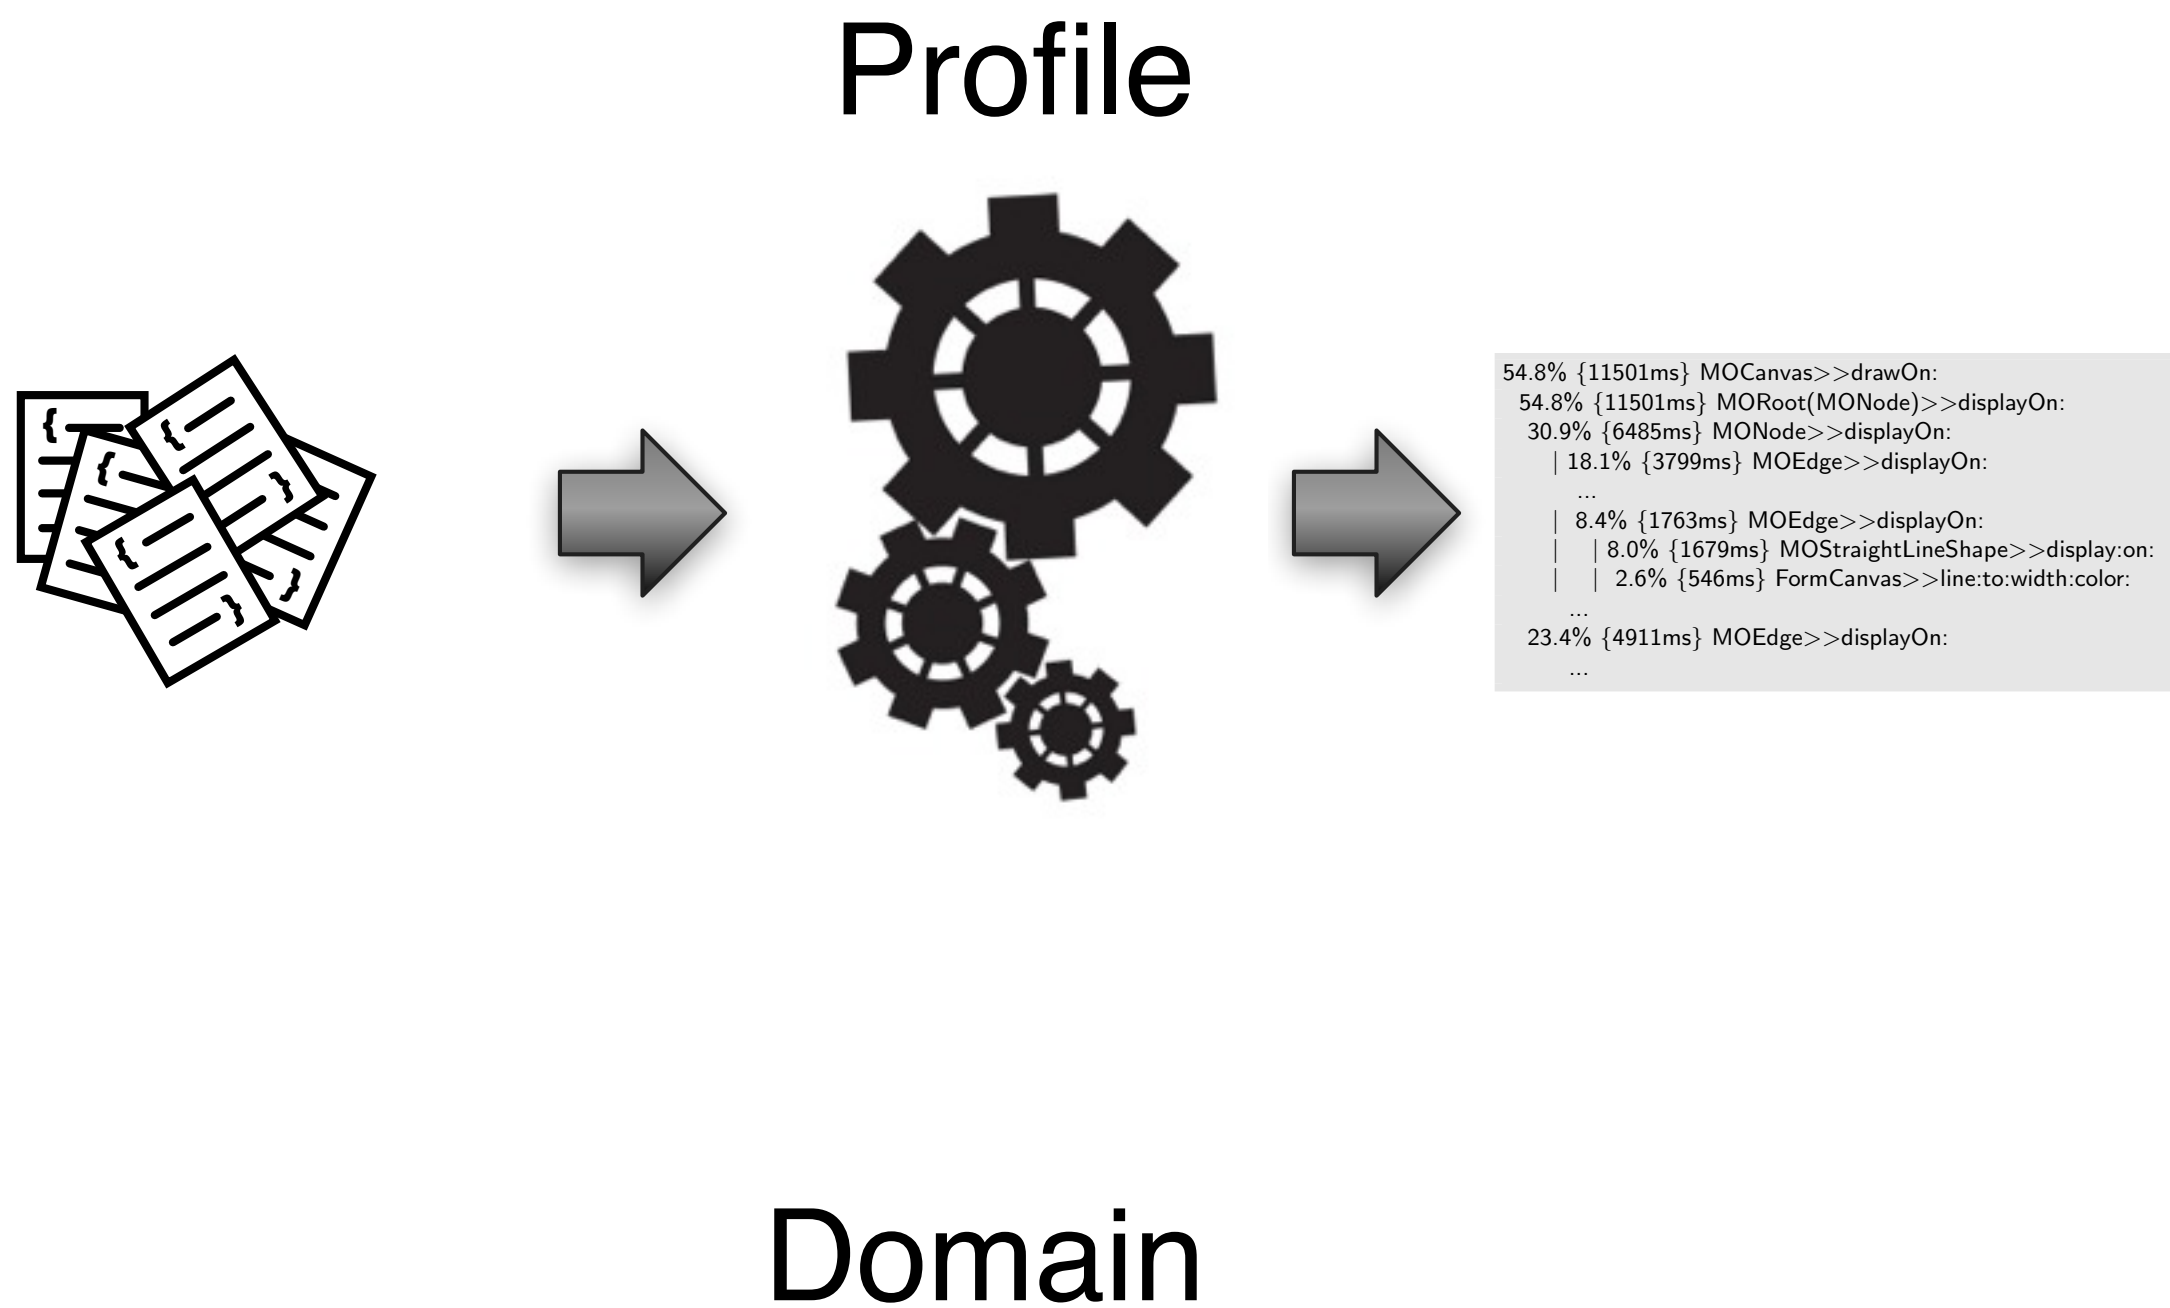 Profile
{
{
{
}
{
}
}
54.8% {11501ms} MOCanvas>>drawOn:
54.8% {11501ms} MORoot(MONode)>>displayOn:
30.9% {6485ms} MONode>>displayOn:
| 18.1% {3799ms} MOEdge>>displayOn:
...
| 8.4% {1763ms} MOEdge>>displayOn:
| | 8.0% {1679ms} MOStraightLineShape>>display:on:
| | 2.6% {546ms} FormCanvas>>line:to:width:color:
...
23.4% {4911ms} MOEdge>>displayOn:
...
Domain